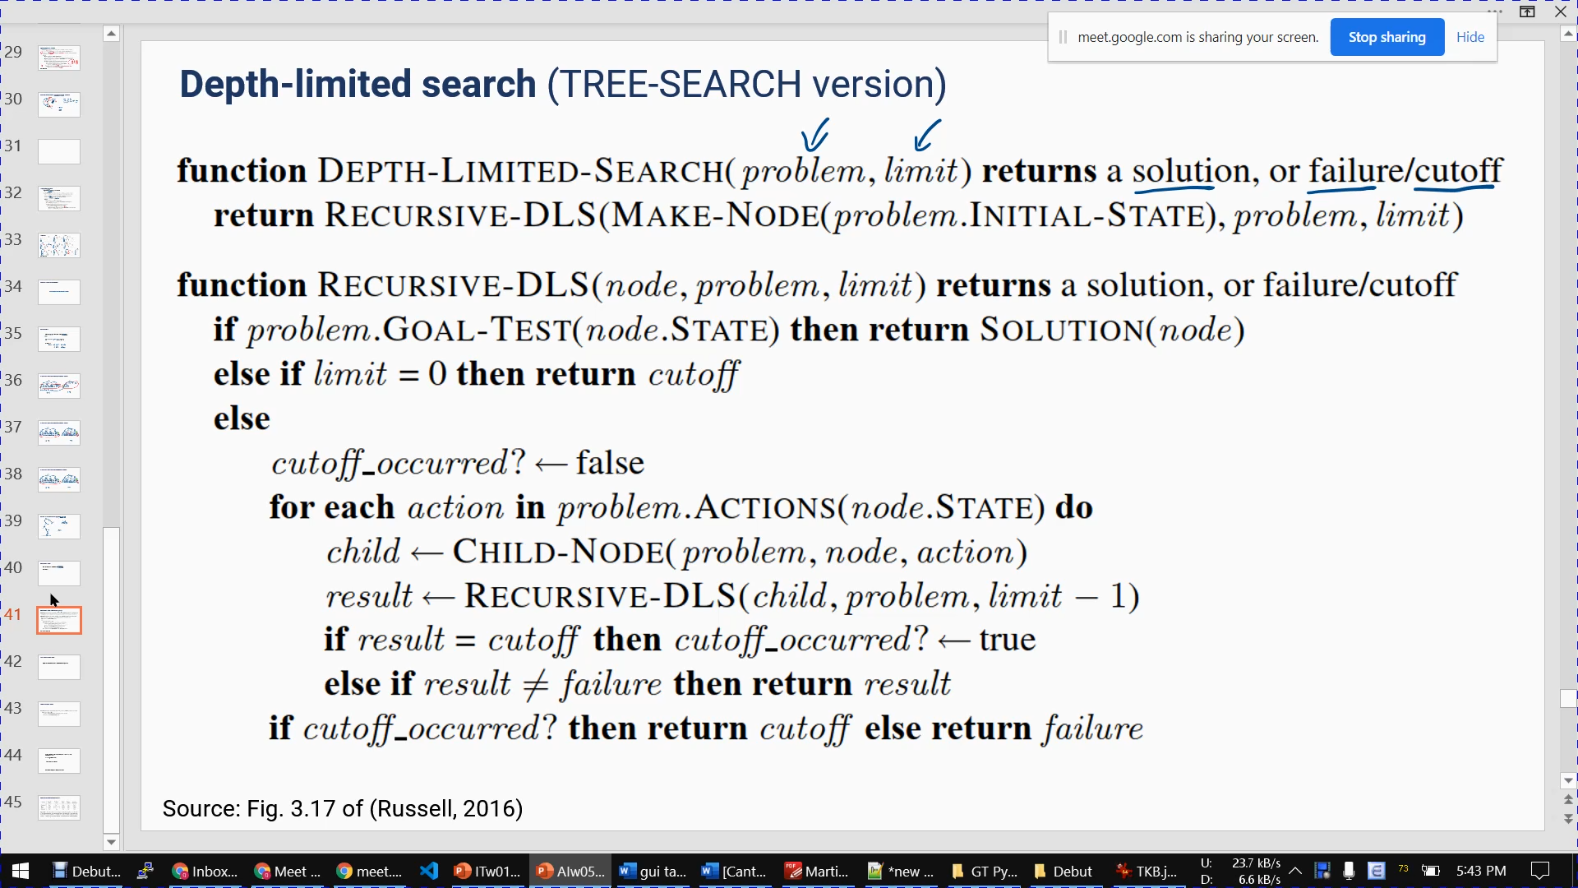 meet.google.com is sharing your screen. Stop sharing Hide
Depth-limited search (TREE-SEARCH version)
function DEPTH-LIMITED-SEARCH(problem, limit) returns a solution, or failure/cutoff
return RECURSIVE-DLS(MAKE-NODE(problem.INITIAL-STATE), problem, limit)
function RECURSIVE-DLS(node, problem, limit) returns a solution, or failure/cutoff
if problem.GOAL-TEST(node.STATE) then return SOLUTION(node)
else if limit = 0 then return cutoff
else
cutoff_occurred? ← false
for each action in problem.ACTIONS(node.STATE) do
child ← CHILD-NODE(problem, node, action)
result ← RECURSIVE-DLS(child, problem, limit − 1)
if result = cutoff then cutoff_occurred? ← true
else if result ≠ failure then return result
if cutoff_occurred? then return cutoff else return failure
Source: Fig. 3.17 of (Russell, 2016)
29
30
31
32
33
34
35
36
37
38
39
40
41
42
43
44
45
Debut... Inbox... Meet ... meet.... ITw01... AIw05... gui ta... [Cant... Marti... *new ... GT Py... Debut TKB.j... U: 23.7 kB/s 73 5:43 PM
D: 6.6 kB/s